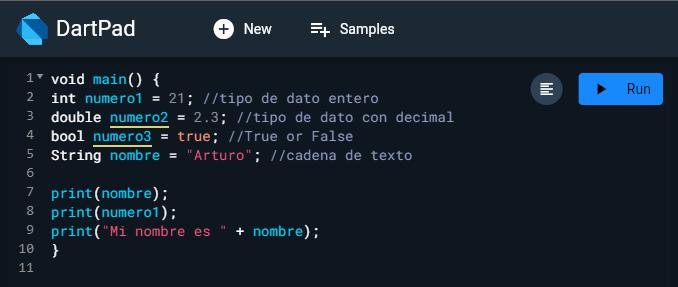 DartPad New Samples
1 void main() {
2 int numero1 = 21; //tipo de dato entero
Run
3 double numero2 = 2.3; //tipo de dato con decimal
4 bool numero3 = true; //True or False
5 String nombre = "Arturo"; //cadena de texto
6
7 print(nombre);
8 print(numero1);
9 print("Mi nombre es " + nombre);
10 }
11